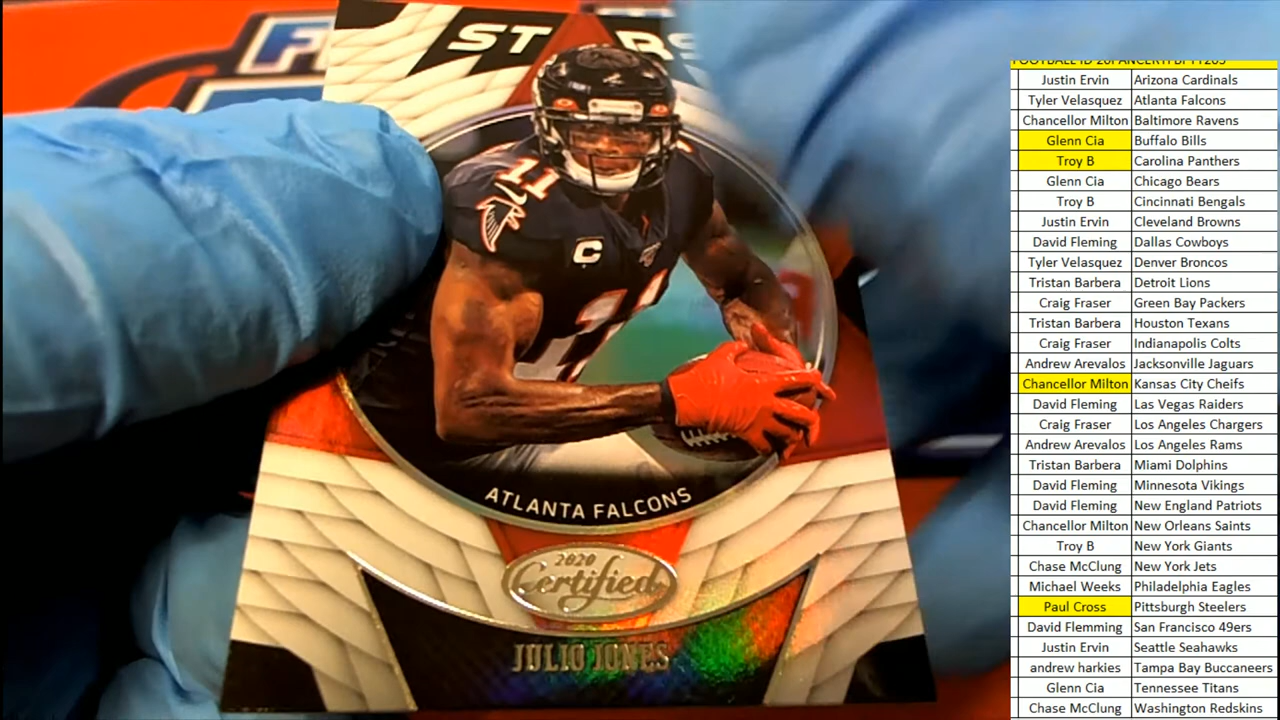 STARS
11
C
11
ATLANTA FALCONS
2020
Certified
JULIO JONES
Justin Ervin Arizona Cardinals
Tyler Velasquez Atlanta Falcons
Chancellor Milton Baltimore Ravens
Glenn Cia Buffalo Bills
Troy B Carolina Panthers
Glenn Cia Chicago Bears
Troy B Cincinnati Bengals
Justin Ervin Cleveland Browns
David Fleming Dallas Cowboys
Tyler Velasquez Denver Broncos
Tristan Barbera Detroit Lions
Craig Fraser Green Bay Packers
Tristan Barbera Houston Texans
Craig Fraser Indianapolis Colts
Andrew Arevalos Jacksonville Jaguars
Chancellor Milton Kansas City Cheifs
David Fleming Las Vegas Raiders
Craig Fraser Los Angeles Chargers
Andrew Arevalos Los Angeles Rams
Tristan Barbera Miami Dolphins
David Fleming Minnesota Vikings
David Fleming New England Patriots
Chancellor Milton New Orleans Saints
Troy B New York Giants
Chase McClung New York Jets
Michael Weeks Philadelphia Eagles
Paul Cross Pittsburgh Steelers
David Flemming San Francisco 49ers
Justin Ervin Seattle Seahawks
andrew harkies Tampa Bay Buccaneers
Glenn Cia Tennessee Titans
Chase McClung Washington Redskins